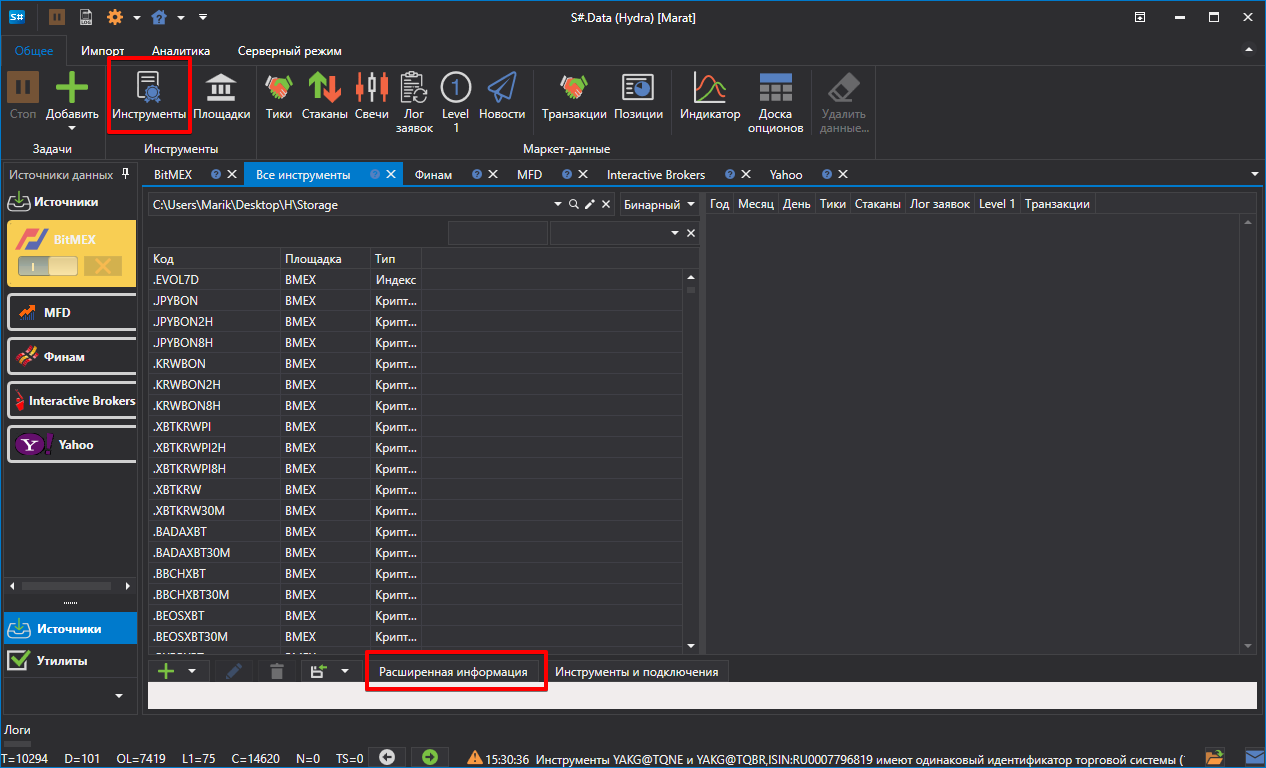 S# LOG S#.Data (Hydra) [Marat]
Общее Импорт Аналитика Серверный режим
Стоп Добавить Инструменты Площадки Тики Стаканы Свечи Лог заявок Level 1 Новости Транзакции Позиции Индикатор Доска опционов Удалить данные...
Задачи Инструменты Маркет-данные
Источники данных BitMEX Все инструменты Финам MFD Interactive Brokers Yahoo
Источники
BitMEX
MFD
Финам
Interactive Brokers
Yahoo
Источники
Утилиты
C:\Users\Marik\Desktop\H\Storage Бинарный
Код Площадка Тип
.EVOL7D BMEX Индекс
.JPYBON BMEX Крипт...
.JPYBON2H BMEX Крипт...
.JPYBON8H BMEX Крипт...
.KRWBON BMEX Крипт...
.KRWBON2H BMEX Крипт...
.KRWBON8H BMEX Крипт...
.XBTKRWPI BMEX Крипт...
.XBTKRWPI2H BMEX Крипт...
.XBTKRWPI8H BMEX Крипт...
.XBTKRW BMEX Крипт...
.XBTKRW30M BMEX Крипт...
.BADAXBT BMEX Крипт...
.BADAXBT30M BMEX Крипт...
.BBCHXBT BMEX Крипт...
.BBCHXBT30M BMEX Крипт...
.BEOSXBT BMEX Крипт...
.BEOSXBT30M BMEX Крипт...
Расширенная информация Инструменты и подключения
Год Месяц День Тики Стаканы Лог заявок Level 1 Транзакции
Логи
T=10294 D=101 OL=7419 L1=75 C=14620 N=0 TS=0 15:30:36 Инструменты YAKG@TQNE и YAKG@TQBR,ISIN:RU0007796819 имеют одинаковый идентификатор торговой системы (